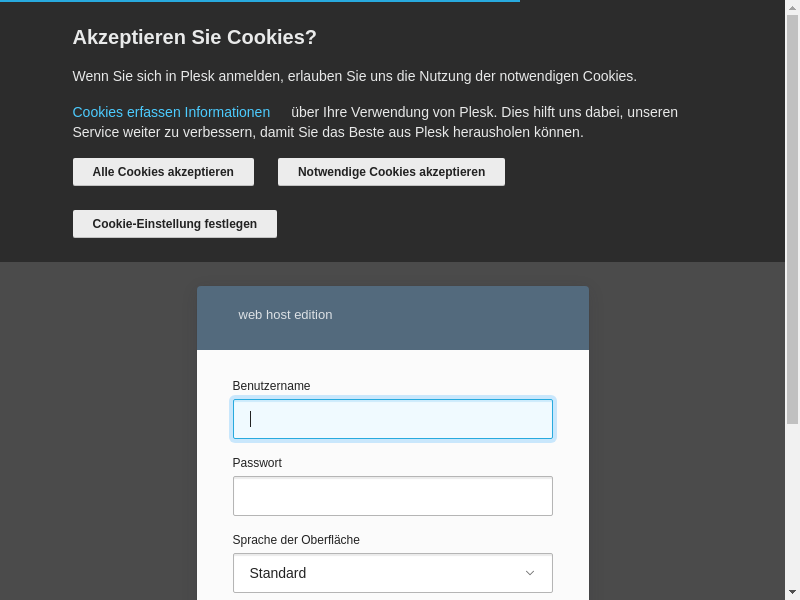 Akzeptieren Sie Cookies?
Wenn Sie sich in Plesk anmelden, erlauben Sie uns die Nutzung der notwendigen Cookies.
Cookies erfassen Informationen über Ihre Verwendung von Plesk. Dies hilft uns dabei, unseren
Service weiter zu verbessern, damit Sie das Beste aus Plesk herausholen können.
Alle Cookies akzeptieren Notwendige Cookies akzeptieren
Cookie-Einstellung festlegen
web host edition
Benutzername
Passwort
Sprache der Oberfläche
Standard